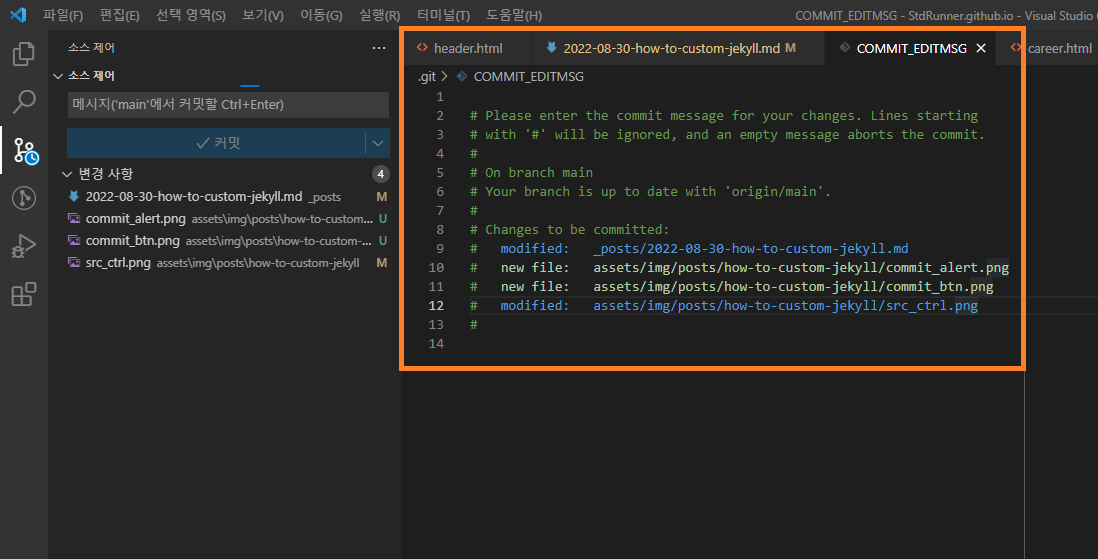 파일(F) 편집(E) 선택 영역(S) 보기(V) 이동(G) 실행(R) 터미널(T) 도움말(H) COMMIT_EDITMSG - StdRunner.github.io - Visual Studio
소스 제어 ...
소스 제어
메시지('main'에서 커밋할 Ctrl+Enter)
커밋
변경 사항 4
2022-08-30-how-to-custom-jekyll.md _posts M
commit_alert.png assets\img\posts\how-to-custom... U
commit_btn.png assets\img\posts\how-to-custom-... U
src_ctrl.png assets\img\posts\how-to-custom-jekyll M
header.html 2022-08-30-how-to-custom-jekyll.md M COMMIT_EDITMSG career.html
.git > COMMIT_EDITMSG
1
2 # Please enter the commit message for your changes. Lines starting
3 # with '#' will be ignored, and an empty message aborts the commit.
4 #
5 # On branch main
6 # Your branch is up to date with 'origin/main'.
7 #
8 # Changes to be committed:
9 # modified: _posts/2022-08-30-how-to-custom-jekyll.md
10 # new file: assets/img/posts/how-to-custom-jekyll/commit_alert.png
11 # new file: assets/img/posts/how-to-custom-jekyll/commit_btn.png
12 # modified: assets/img/posts/how-to-custom-jekyll/src_ctrl.png
13 #
14